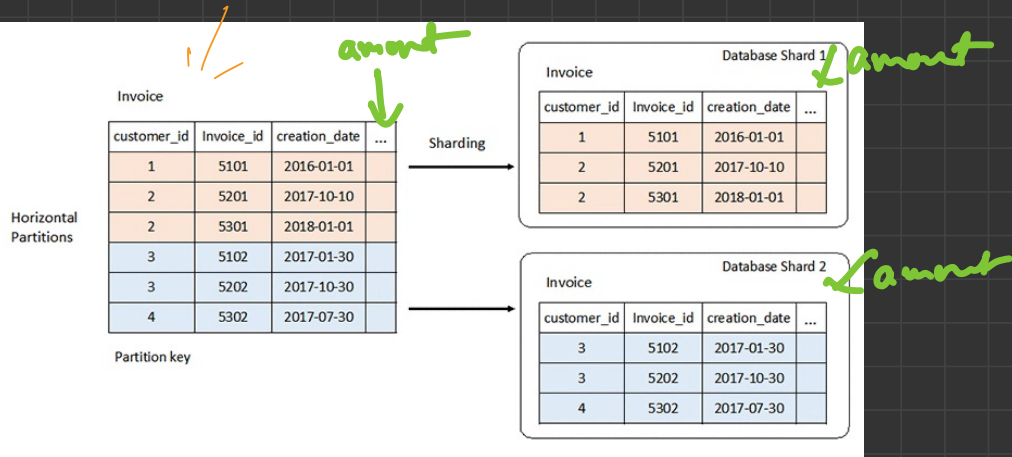 amont
Invoice
customer_id Invoice_id creation_date ...
1 5101 2016-01-01
2 5201 2017-10-10
2 5301 2018-01-01
3 5102 2017-01-30
3 5202 2017-10-30
4 5302 2017-07-30
Horizontal
Partitions
Partition key
Sharding
Database Shard 1
amont
Invoice
customer_id Invoice_id creation_date ...
1 5101 2016-01-01
2 5201 2017-10-10
2 5301 2018-01-01
Database Shard 2
amont
Invoice
customer_id Invoice_id creation_date ...
3 5102 2017-01-30
3 5202 2017-10-30
4 5302 2017-07-30